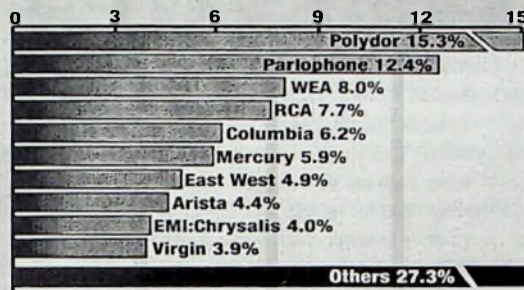 0 3 6 9 12 15
Polydor 15.3%
Parlophone 12.4%
WEA 8.0%
RCA 7.7%
Columbia 6.2%
Mercury 5.9%
East West 4.9%
Arista 4.4%
EMI:Chrysalis 4.0%
Virgin 3.9%
Others 27.3%